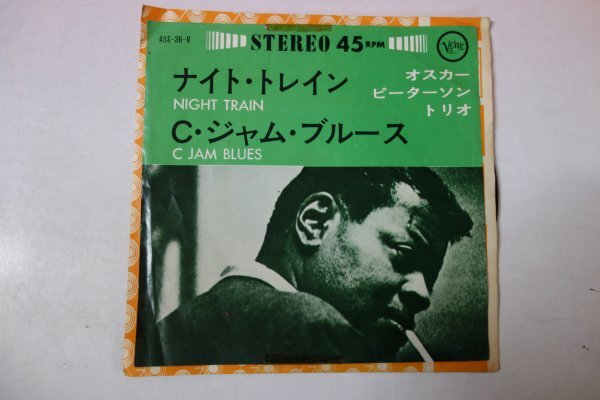 45S-36-V
STEREO 45 RPM
Verve
ナイト・トレイン
NIGHT TRAIN
C・ジャム・ブルース
C JAM BLUES
オスカー
ピーターソン
トリオ